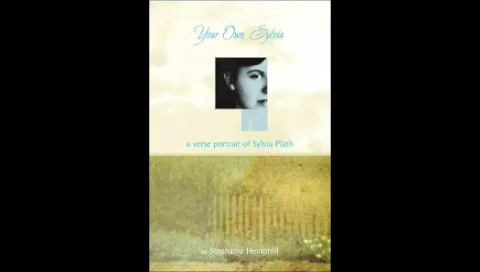 Your Own, Sylvia
a verse portrait of Sylvia Plath
by Stephanie Hemphill